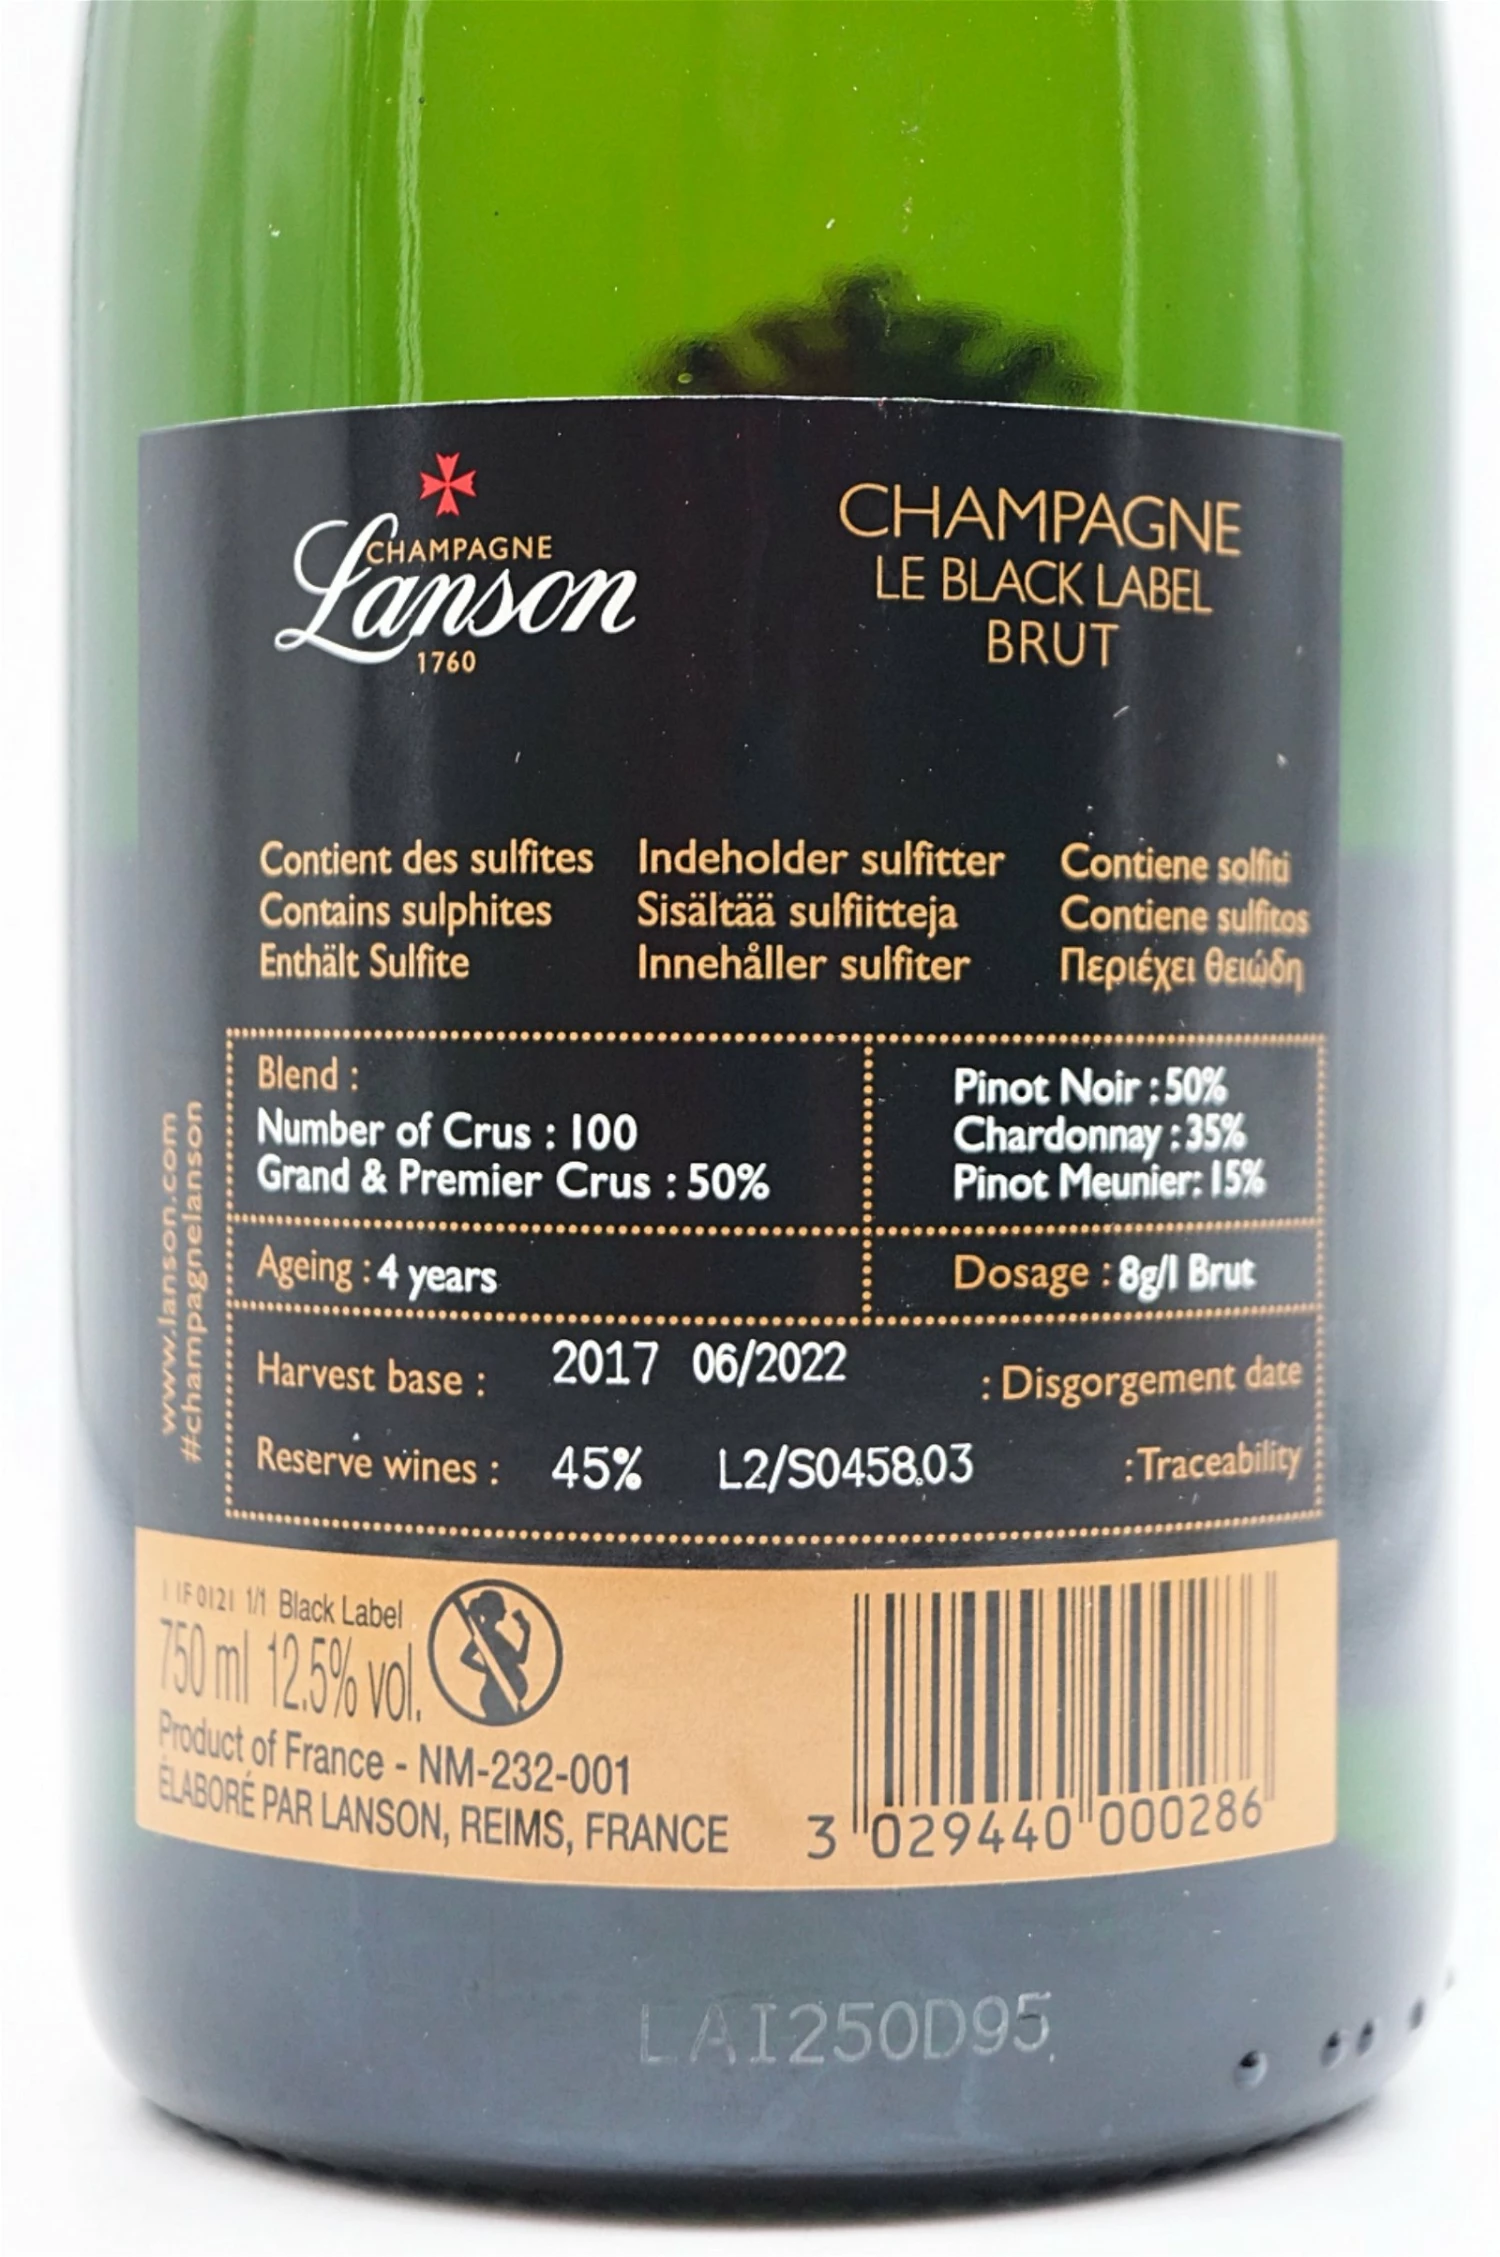 CHAMPAGNE
Lanson
1760
CHAMPAGNE
LE BLACK LABEL
BRUT
Contient des sulfites
Contains sulphites
Enthält Sulfite
Indeholder sulfitter
Sisältää sulfiitteja
Innehåller sulfiter
Contiene solfiti
Contiene sulfitos
Περιέχει θειώδη
www.lanson.com
#champagnelanson
Blend :
Number of Crus : 100
Grand & Premier Crus : 50%
Pinot Noir : 50%
Chardonnay : 35%
Pinot Meunier: 15%
Ageing : 4 years
Dosage : 8g/l Brut
Harvest base : 2017 06/2022 : Disgorgement date
Reserve wines : 45% L2/S0458.03 :Traceability
IF0121 1/1 Black Label
750 ml 12.5% vol.
Product of France - NM-232-001
ÉLABORÉ PAR LANSON, REIMS, FRANCE
3 029440 000286
LAI250D95